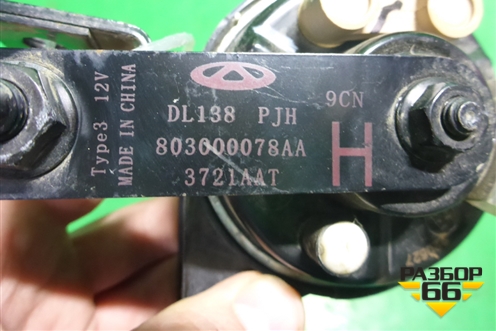 Type3 12V
MADE IN CHINA
DL138 PJH
803000078AA
3721AAT
9CN
H
РАЗБОР
66